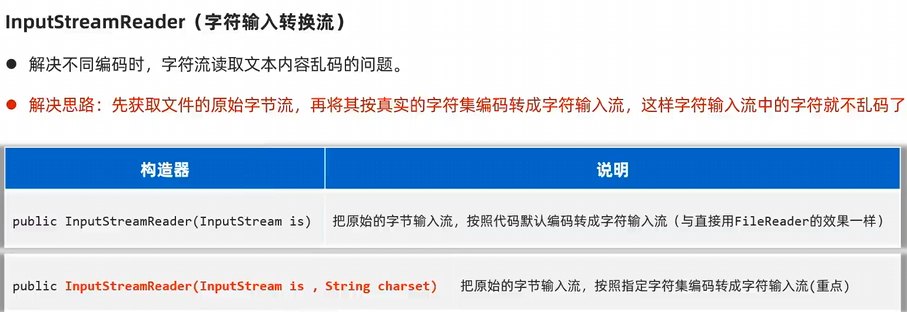 InputStreamReader（字符输入转换流）
● 解决不同编码时，字符流读取文本内容乱码的问题。
● 解决思路：先获取文件的原始字节流，再将其按真实的字符集编码转成字符输入流，这样字符输入流中的字符就不乱码了
构造器 说明
public InputStreamReader(InputStream is) 把原始的字节输入流，按照代码默认编码转成字符输入流（与直接用FileReader的效果一样）
public InputStreamReader(InputStream is , String charset) 把原始的字节输入流，按照指定字符集编码转成字符输入流(重点)